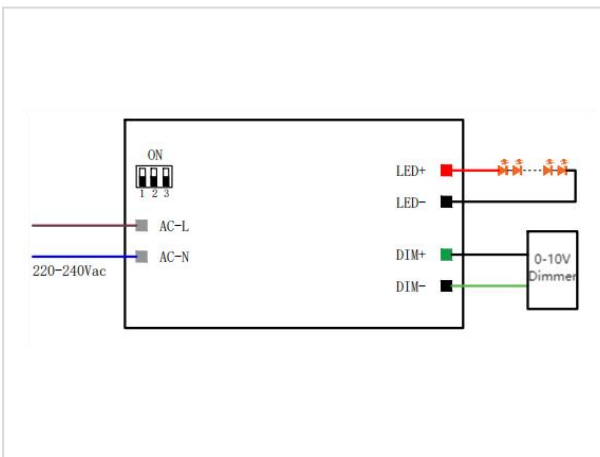 ON
1 2 3
LED+
LED-
AC-L
AC-N
220-240Vac
DIM+
DIM-
0-10V
Dimmer